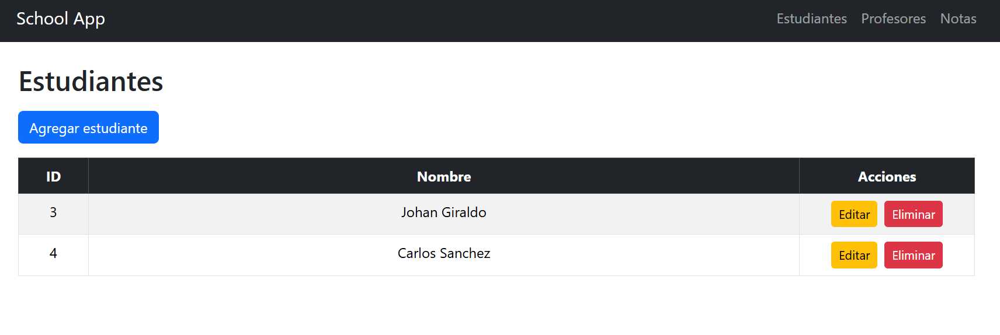 School App Estudiantes Profesores Notas
Estudiantes
Agregar estudiante
ID Nombre Acciones
3 Johan Giraldo Editar Eliminar
4 Carlos Sanchez Editar Eliminar